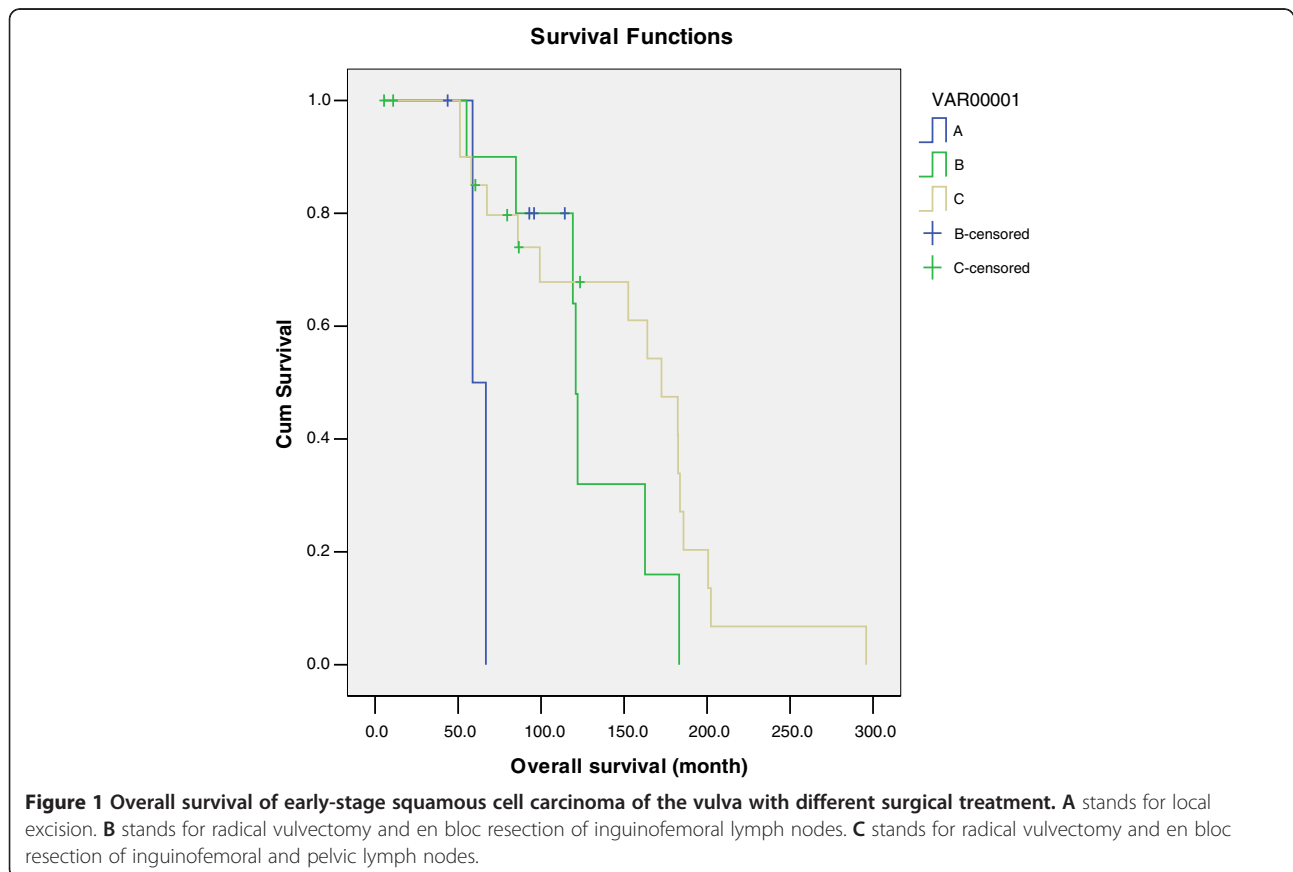 Survival Functions
VAR00001
A
B
C
B-censored
C-censored
Cum Survival
1.0
0.8
0.6
0.4
0.2
0.0
0.0 50.0 100.0 150.0 200.0 250.0 300.0
Overall survival (month)
Figure 1 Overall survival of early-stage squamous cell carcinoma of the vulva with different surgical treatment. A stands for local
excision. B stands for radical vulvectomy and en bloc resection of inguinofemoral lymph nodes. C stands for radical vulvectomy and en bloc
resection of inguinofemoral and pelvic lymph nodes.